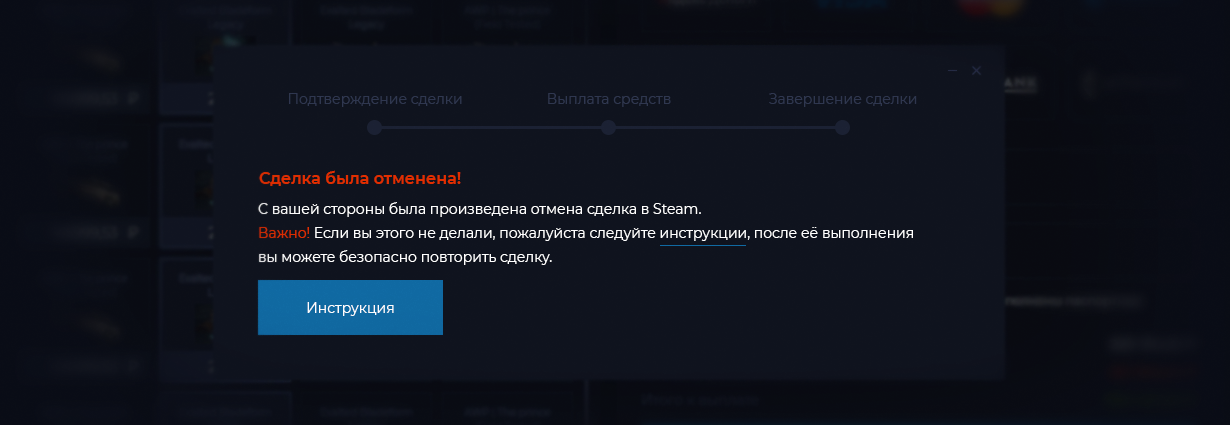 Подтверждение сделки
Выплата средств
Завершение сделки
Сделка была отменена!
С вашей стороны была произведена отмена сделка в Steam.
Важно! Если вы этого не делали, пожалуйста следуйте инструкции, после её выполнения
вы можете безопасно повторить сделку.
Инструкция